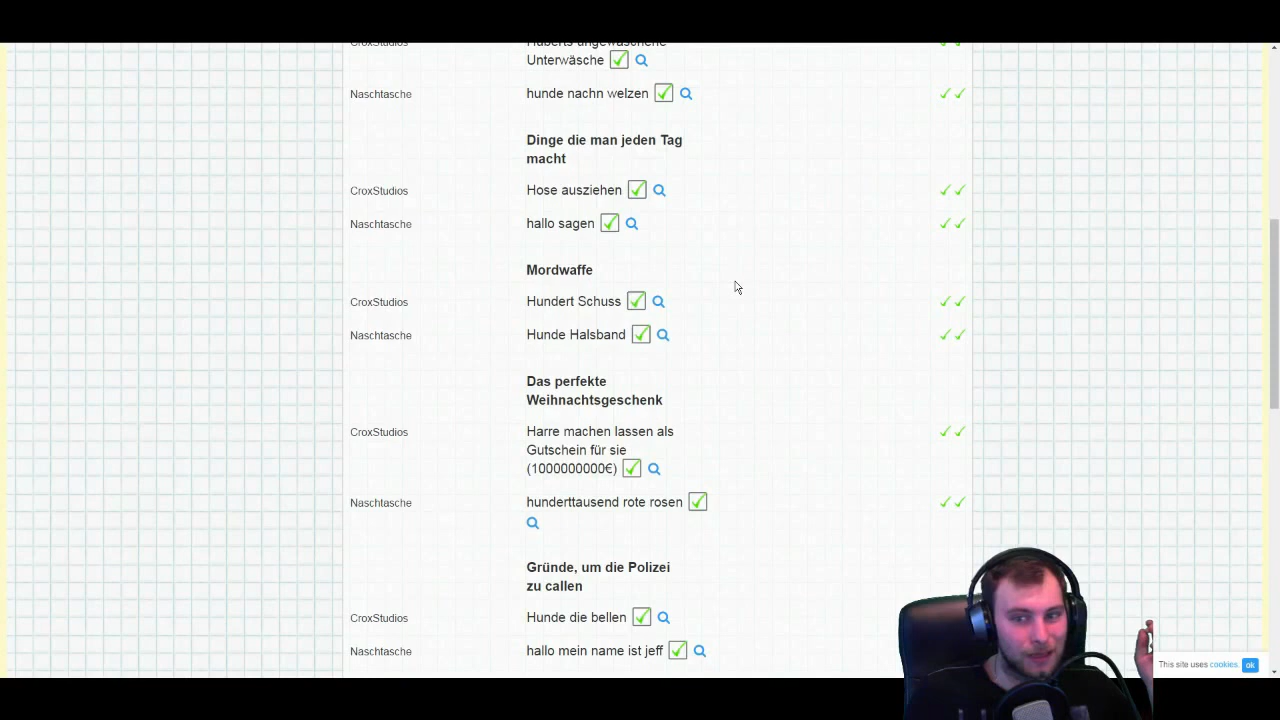 CroxStudios Huberts ungewaschene
Unterwäsche
Naschtasche hunde nachn welzen
Dinge die man jeden Tag
macht
CroxStudios Hose ausziehen
Naschtasche hallo sagen
Mordwaffe
CroxStudios Hundert Schuss
Naschtasche Hunde Halsband
Das perfekte
Weihnachtsgeschenk
CroxStudios Harre machen lassen als
Gutschein für sie
(1000000000€)
Naschtasche hunderttausend rote rosen
Gründe, um die Polizei
zu callen
CroxStudios Hunde die bellen
Naschtasche hallo mein name ist jeff
This site uses cookies. ok